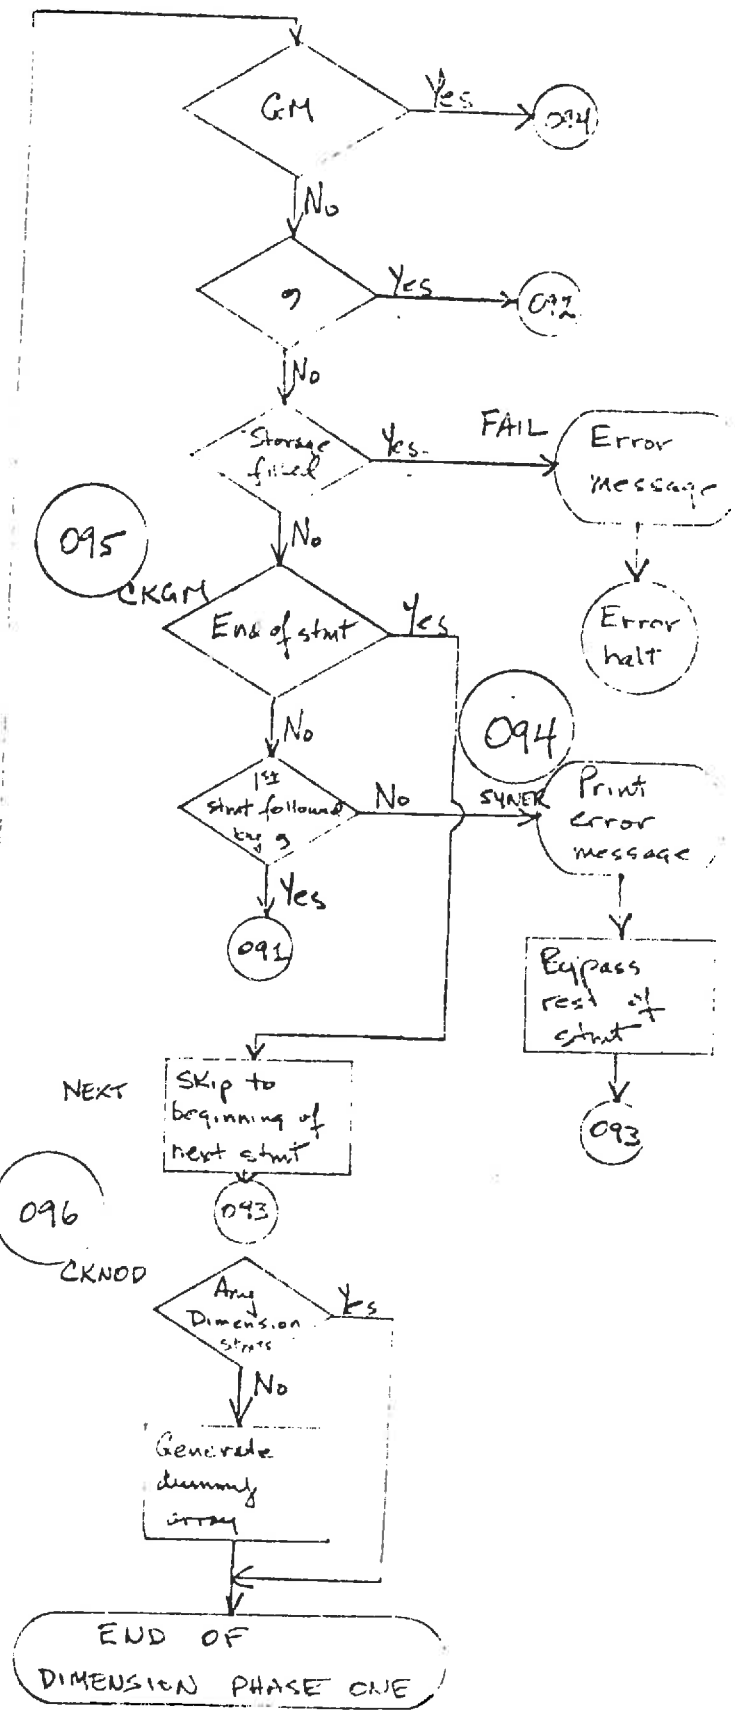 GM
Yes
094
No
,
Yes
092
No
Storage
filled
Yes
FAIL
Error
message
No
Error
halt
095
CKGM
End of stmt
Yes
No
094
1st
stmt followed
by ,
No
SYNER
Print
error
message
Yes
091
Bypass
rest of
stmt
093
NEXT
Skip to
beginning of
next stmt
093
096
CKNOD
Any
Dimension
stmts
Yes
No
Generate
dummy
array
END OF
DIMENSION PHASE ONE